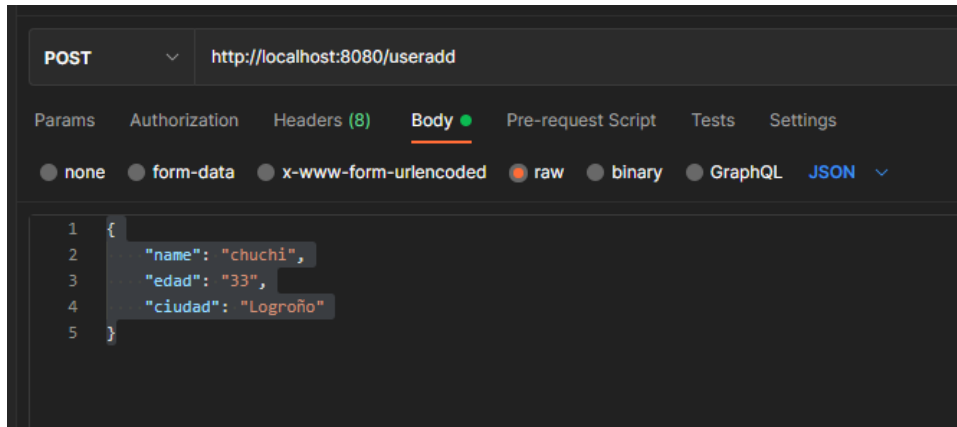 POST http://localhost:8080/useradd
Params Authorization Headers (8) Body Pre-request Script Tests Settings
none form-data x-www-form-urlencoded raw binary GraphQL JSON
1 {
2 "name": "chuchi",
3 "edad": "33",
4 "ciudad": "Logroño"
5 }